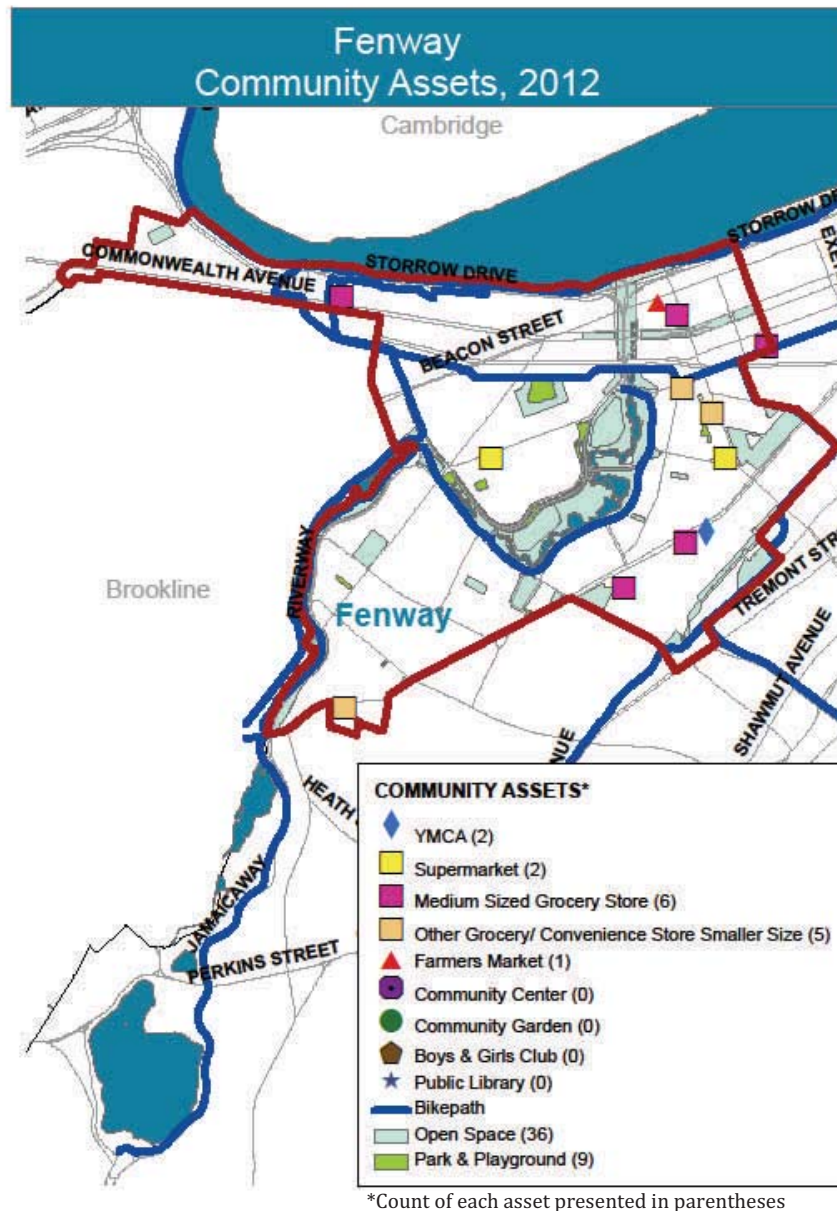 Fenway
Community Assets, 2012
Cambridge
STORROW
COMMONWEALTH AVENUE
STORROW DRIVE
BEACON STREET
RIVERWAY
Brookline
Fenway
TREMONT
SHAWMUT AVENUE
HEATH
JAMAICAWAY
PERKINS STREET
COMMUNITY ASSETS*
YMCA (2)
Supermarket (2)
Medium Sized Grocery Store (6)
Other Grocery/ Convenience Store Smaller Size (5)
Farmers Market (1)
Community Center (0)
Community Garden (0)
Boys & Girls Club (0)
Public Library (0)
Bikepath
Open Space (36)
Park & Playground (9)
*Count of each asset presented in parentheses